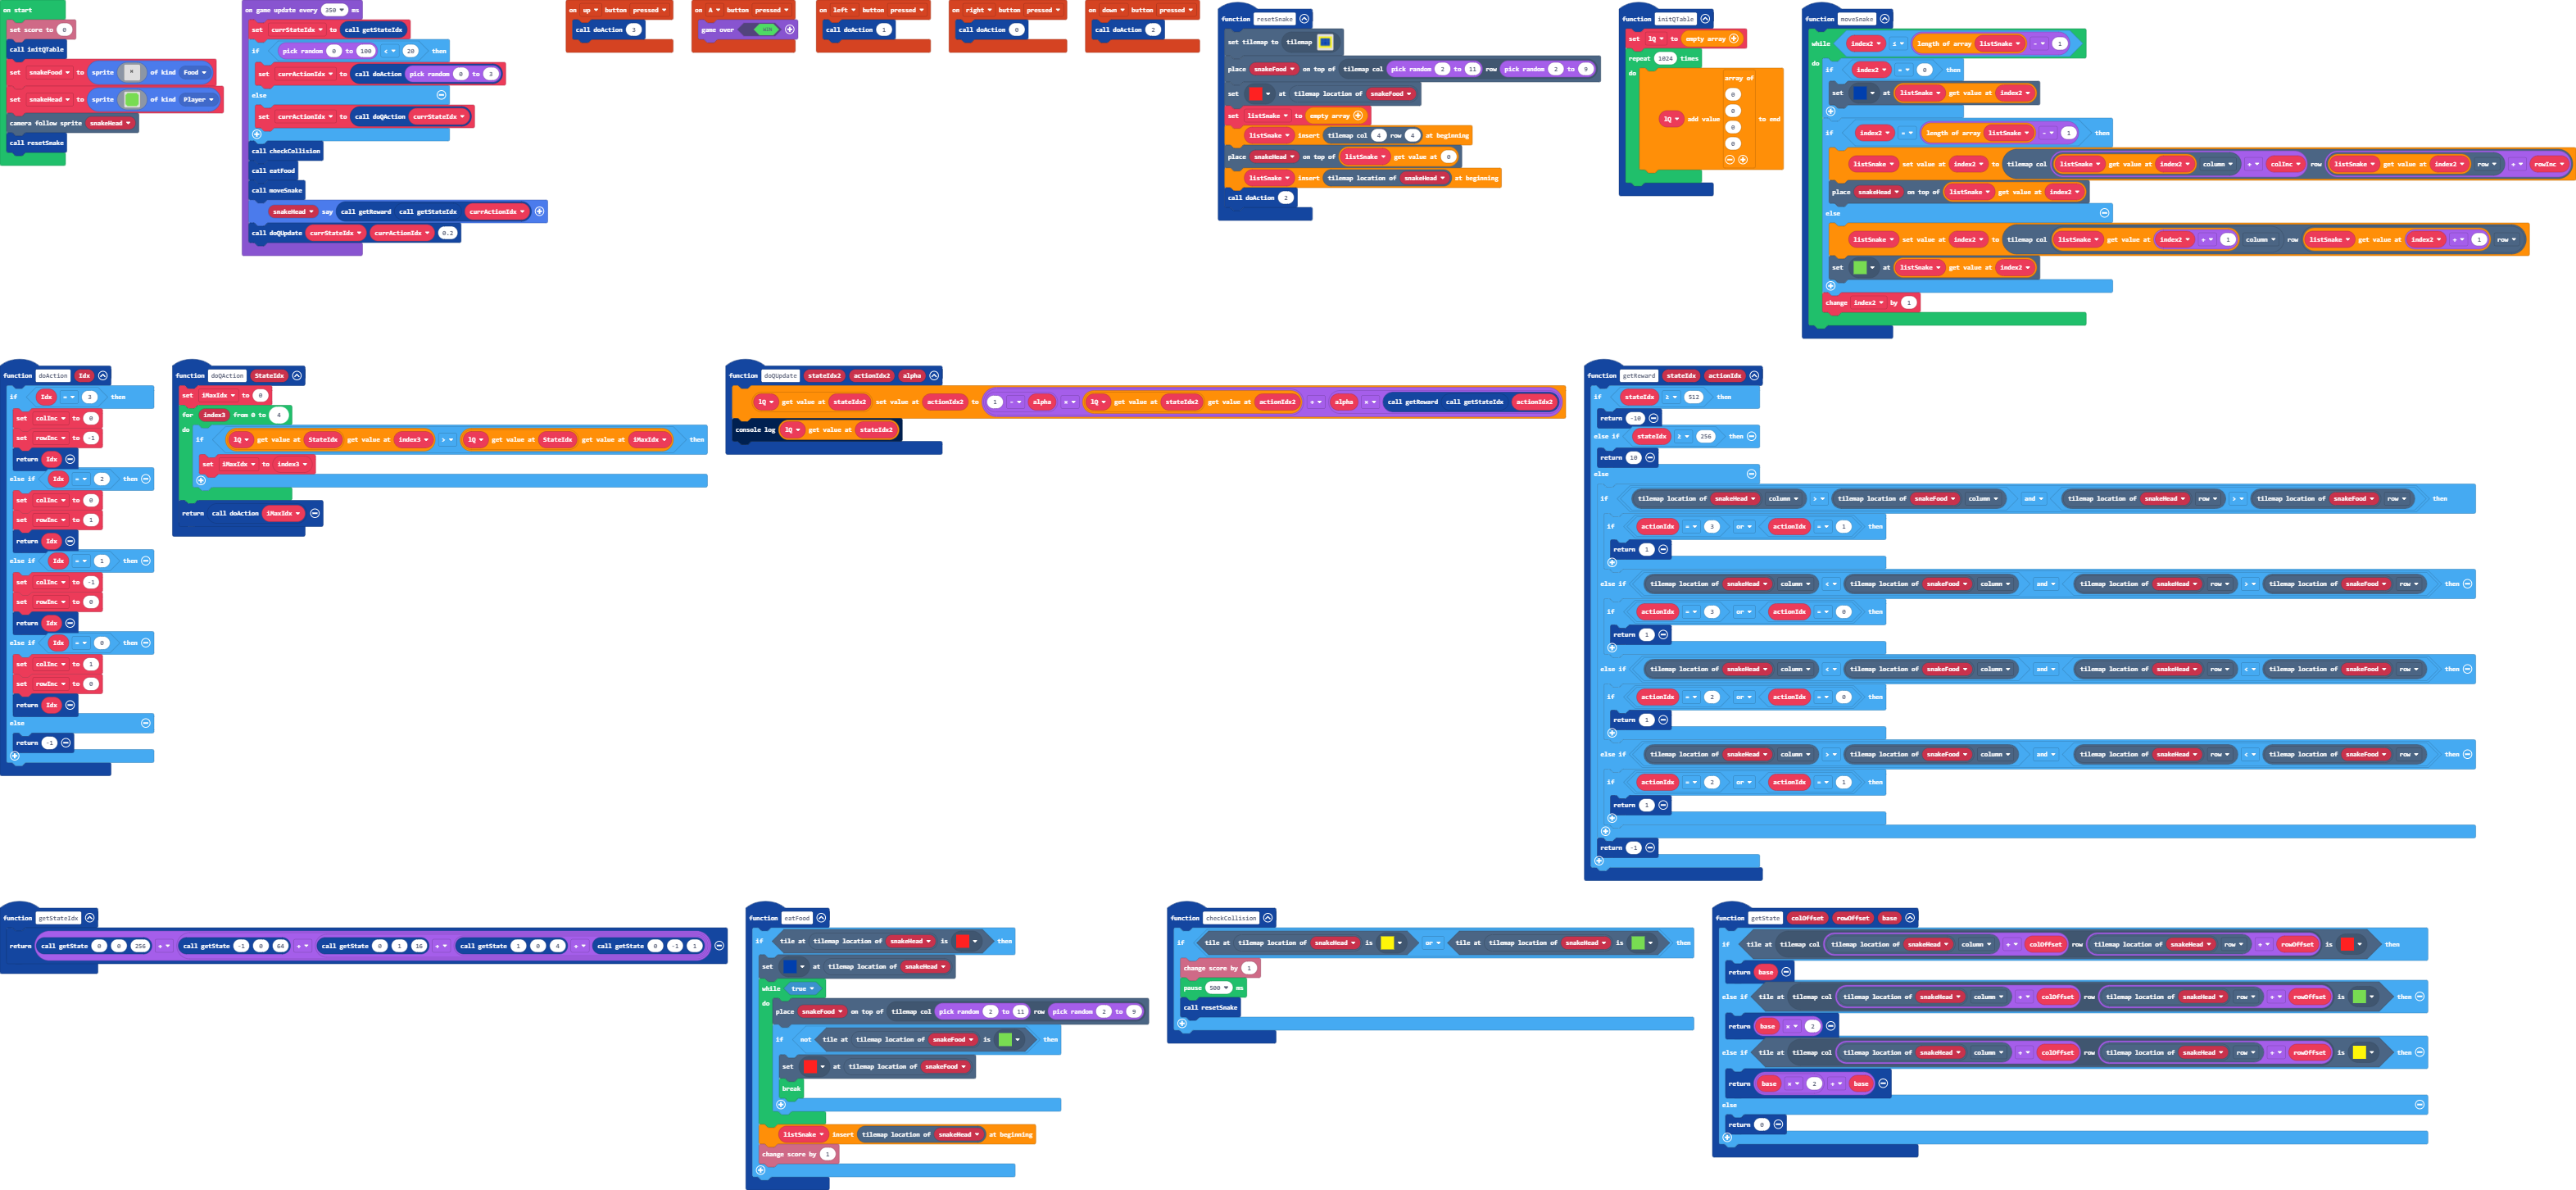 on start
set score to 0
call initQTable
set snakeFood to sprite of kind Food
set snakeHead to sprite of kind Player
camera follow sprite snakeHead
call resetSnake
on game update every 350 ms
set currStateIdx to call getStateIdx
if pick random 0 to 100 < 20 then
set currActionIdx to call doAction pick random 0 to 3
else
set currActionIdx to call doQAction currStateIdx
call checkCollision
call eatFood
call moveSnake
snakeHead say call getReward call getStateIdx currActionIdx
call doQUpdate currStateIdx currActionIdx 0.2
on up button pressed
call doAction 3
on A button pressed
game over
on left button pressed
call doAction 1
on right button pressed
call doAction 0
on down button pressed
call doAction 2
function resetSnake
set tilemap to tilemap
place snakeFood on top of tilemap col pick random 2 to 11 row pick random 2 to 9
set at tilemap location of snakeFood
set listSnake to empty array
listSnake insert tilemap col 4 row 4 at beginning
place snakeHead on top of listSnake get value at 0
listSnake insert tilemap location of snakeHead at beginning
call doAction 2
function initQTable
set lQ to empty array
repeat 1024 times
do
array of
0
0
lQ add value to end
0
0
function moveSnake
while index2 ≤ length of array listSnake - 1
do
if index2 = 0 then
set at listSnake get value at index2
if index2 = length of array listSnake - 1 then
listSnake set value at index2 to tilemap col listSnake get value at index2 column + colInc row listSnake get value at index2 row + rowInc
place snakeHead on top of listSnake get value at index2
else
listSnake set value at index2 to tilemap col listSnake get value at index2 + 1 column row listSnake get value at index2 + 1 row
set at listSnake get value at index2
change index2 by 1
function doAction Idx
if Idx = 3 then
set colInc to 0
set rowInc to -1
return Idx
else if Idx = 2 then
set colInc to 0
set rowInc to 1
return Idx
else if Idx = 1 then
set colInc to -1
set rowInc to 0
return Idx
else if Idx = 0 then
set colInc to 1
set rowInc to 0
return Idx
else
return -1
function doQAction StateIdx
set iMaxIdx to 0
for index3 from 0 to 4
do
if lQ get value at StateIdx get value at index3 > lQ get value at StateIdx get value at iMaxIdx then
set iMaxIdx to index3
return call doAction iMaxIdx
function doQUpdate stateIdx2 actionIdx2 alpha
lQ get value at stateIdx2 set value at actionIdx2 to 1 - alpha × lQ get value at stateIdx2 get value at actionIdx2 + alpha × call getReward call getStateIdx actionIdx2
console log lQ get value at stateIdx2
function getReward stateIdx actionIdx
if stateIdx ≥ 512 then
return -10
else if stateIdx ≥ 256 then
return 10
else
if tilemap location of snakeHead column > tilemap location of snakeFood column and tilemap location of snakeHead row > tilemap location of snakeFood row then
if actionIdx = 3 or actionIdx = 1 then
return 1
else if tilemap location of snakeHead column < tilemap location of snakeFood column and tilemap location of snakeHead row > tilemap location of snakeFood row then
if actionIdx = 3 or actionIdx = 0 then
return 1
else if tilemap location of snakeHead column < tilemap location of snakeFood column and tilemap location of snakeHead row < tilemap location of snakeFood row then
if actionIdx = 2 or actionIdx = 0 then
return 1
else if tilemap location of snakeHead column > tilemap location of snakeFood column and tilemap location of snakeHead row < tilemap location of snakeFood row then
if actionIdx = 2 or actionIdx = 1 then
return 1
return -1
function getStateIdx
return call getState 0 0 256 + call getState -1 0 64 + call getState 0 1 16 + call getState 1 0 4 + call getState 0 -1 1
function eatFood
if tile at tilemap location of snakeHead is then
set at tilemap location of snakeHead
while true
do
place snakeFood on top of tilemap col pick random 2 to 11 row pick random 2 to 9
if not tile at tilemap location of snakeFood is then
set at tilemap location of snakeFood
break
listSnake insert tilemap location of snakeHead at beginning
change score by 1
function checkCollision
if tile at tilemap location of snakeHead is or tile at tilemap location of snakeHead is then
change score by 1
pause 500 ms
call resetSnake
function getState colOffset rowOffset base
if tile at tilemap col tilemap location of snakeHead column + colOffset row tilemap location of snakeHead row + rowOffset is then
return base
else if tile at tilemap col tilemap location of snakeHead column + colOffset row tilemap location of snakeHead row + rowOffset is then
return base × 2
else if tile at tilemap col tilemap location of snakeHead column + colOffset row tilemap location of snakeHead row + rowOffset is then
return base × 2 + base
else
return 0